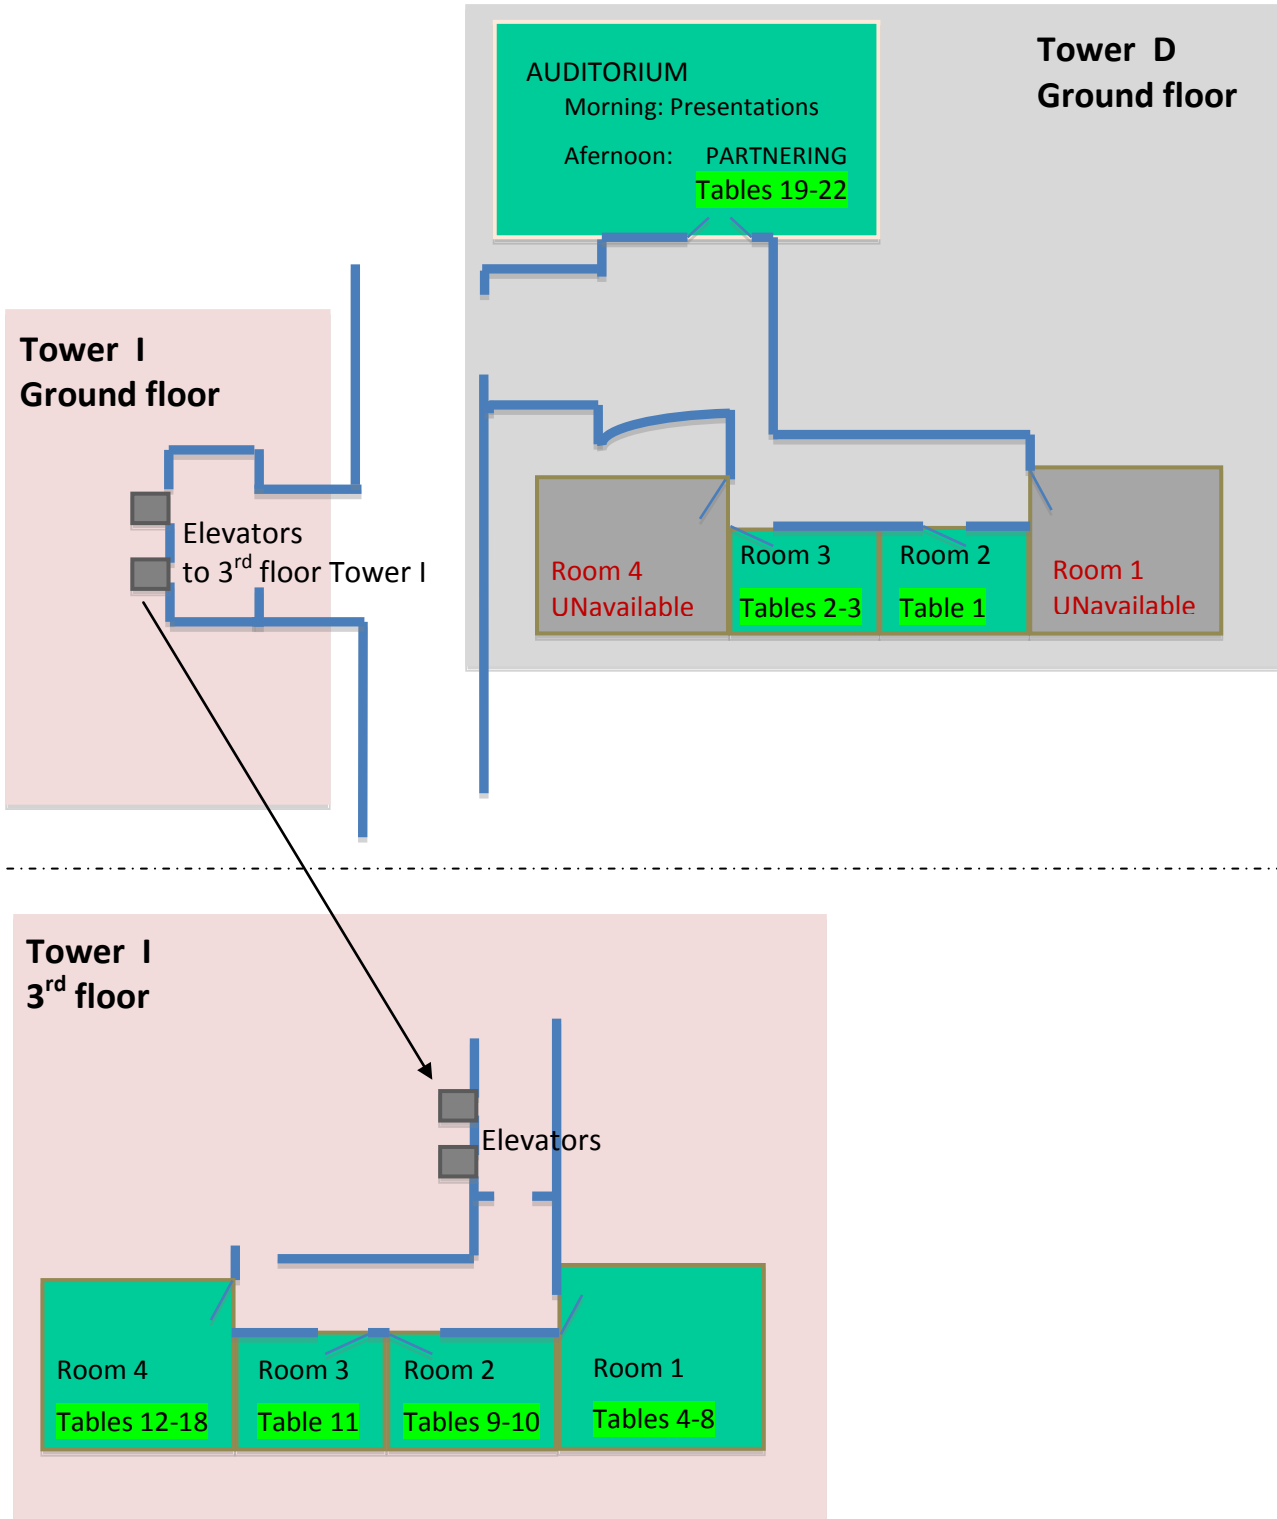 Tower D
Ground floor
AUDITORIUM
Morning: Presentations
Afernoon: PARTNERING
Tables 19-22
Tower I
Ground floor
Elevators
to 3rd floor Tower I
Room 4
UNavailable
Room 3
Tables 2-3
Room 2
Table 1
Room 1
UNavailable
Tower I
3rd floor
Elevators
Room 4
Tables 12-18
Room 3
Table 11
Room 2
Tables 9-10
Room 1
Tables 4-8